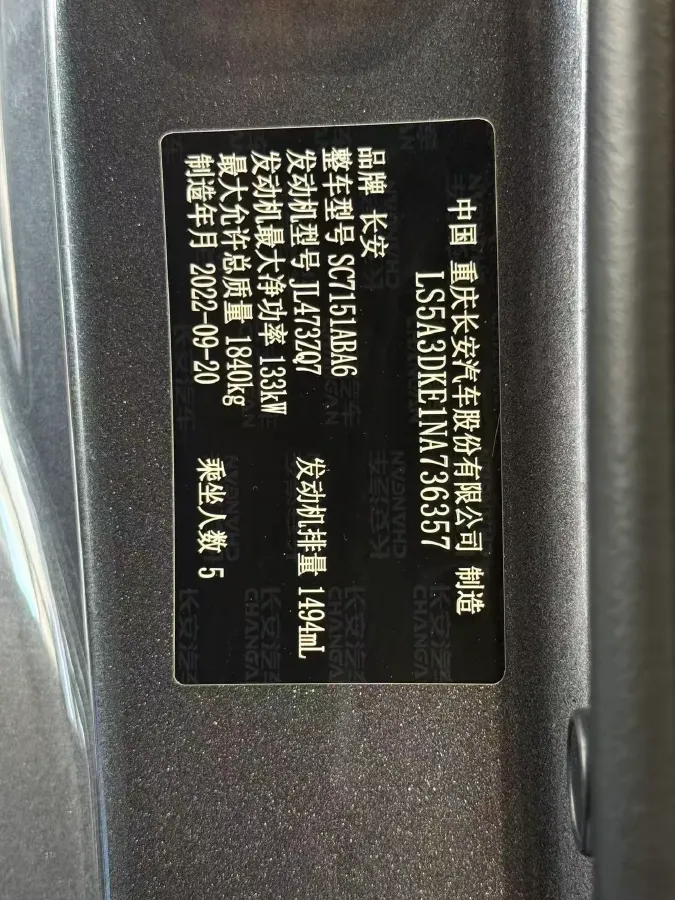 中国 重庆长安汽车股份有限公司 制造
LS5A3DKE1NA736357
品牌 长安
整车型号 SC7151ABA6
发动机型号 JL473ZQ7 发动机排量 1494mL
发动机最大净功率 133kW
最大允许总质量 1840kg
制造年月 2022-09-20 乘坐人数 5